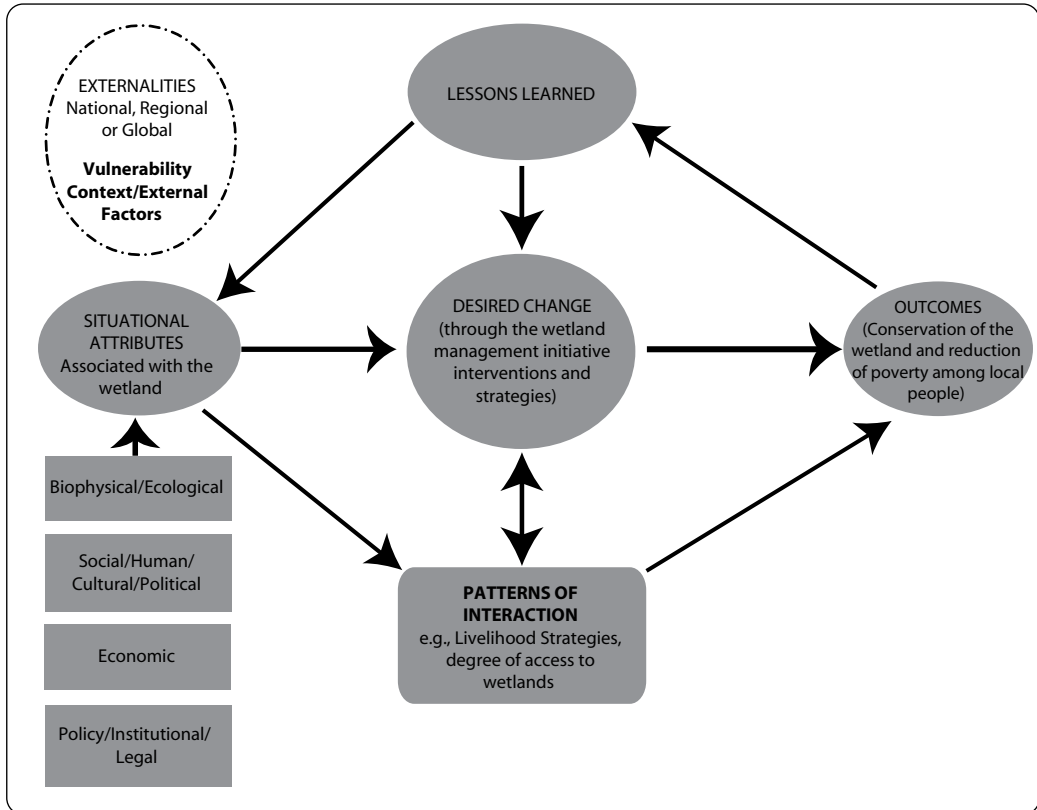 EXTERNALITIES
National, Regional
or Global
Vulnerability
Context/External
Factors
LESSONS LEARNED
SITUATIONAL
ATTRIBUTES
Associated with the
wetland
DESIRED CHANGE
(through the wetland
management initiative
interventions and
strategies)
OUTCOMES
(Conservation of the
wetland and reduction
of poverty among local
people)
Biophysical/Ecological
Social/Human/
Cultural/Political
Economic
Policy/Institutional/
Legal
PATTERNS OF
INTERACTION
e.g., Livelihood Strategies,
degree of access to
wetlands